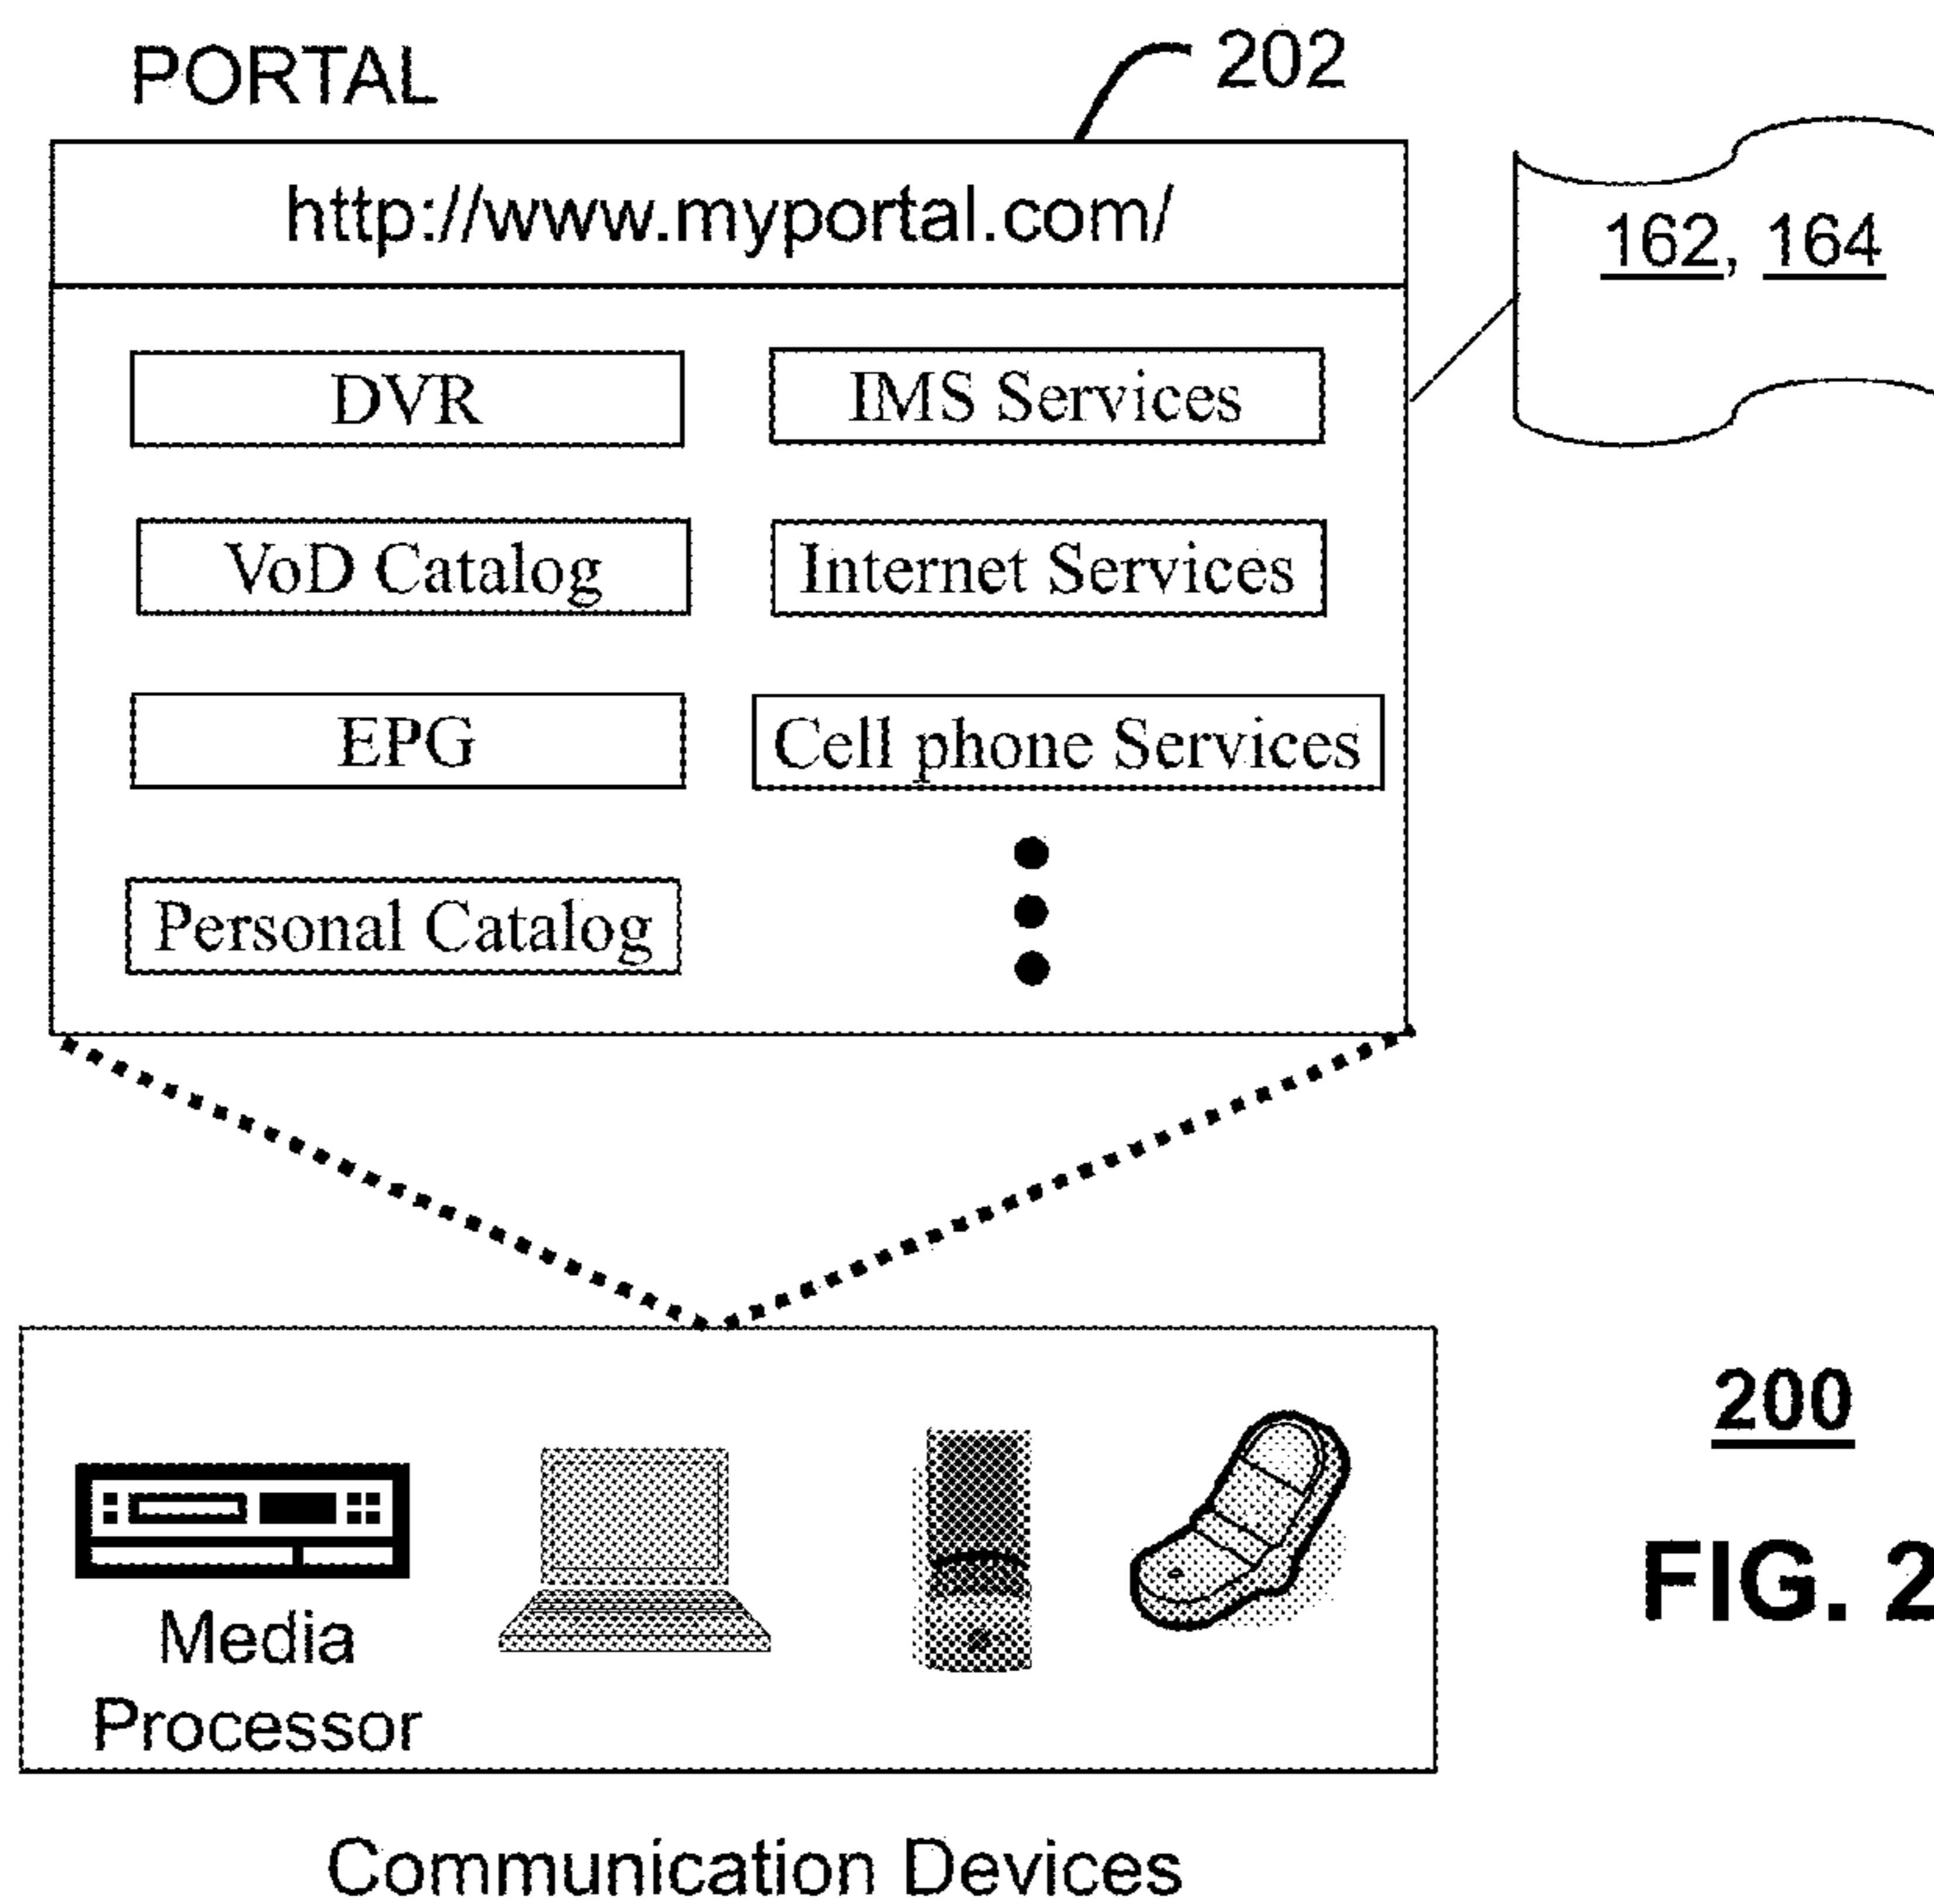 PORTAL
202
http://www.myportal.com/
162, 164
DVR
IMS Services
VoD Catalog
Internet Services
EPG
Cell phone Services
Personal Catalog
200
FIG. 2
Media
Processor
Communication Devices